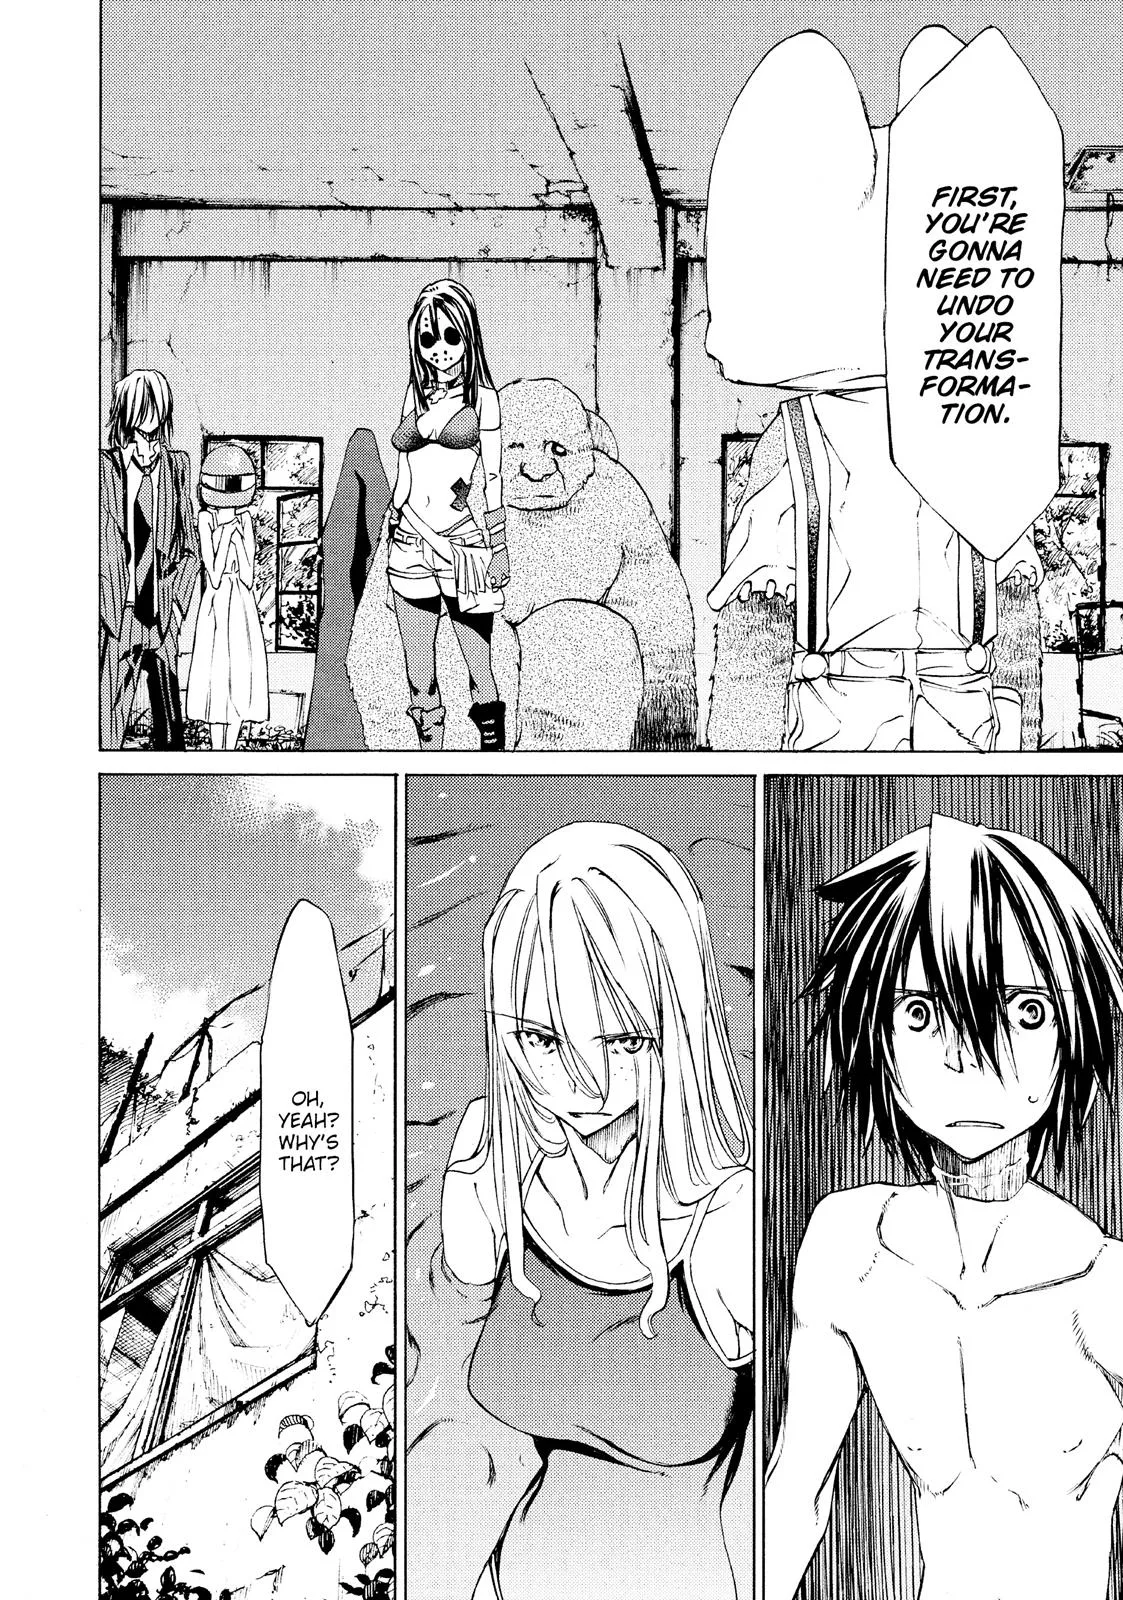 FIRST,
YOU'RE
GONNA
NEED TO
UNDO
YOUR
TRANS-
FORMA-
TION.
OH,
YEAH?
WHY'S
THAT?